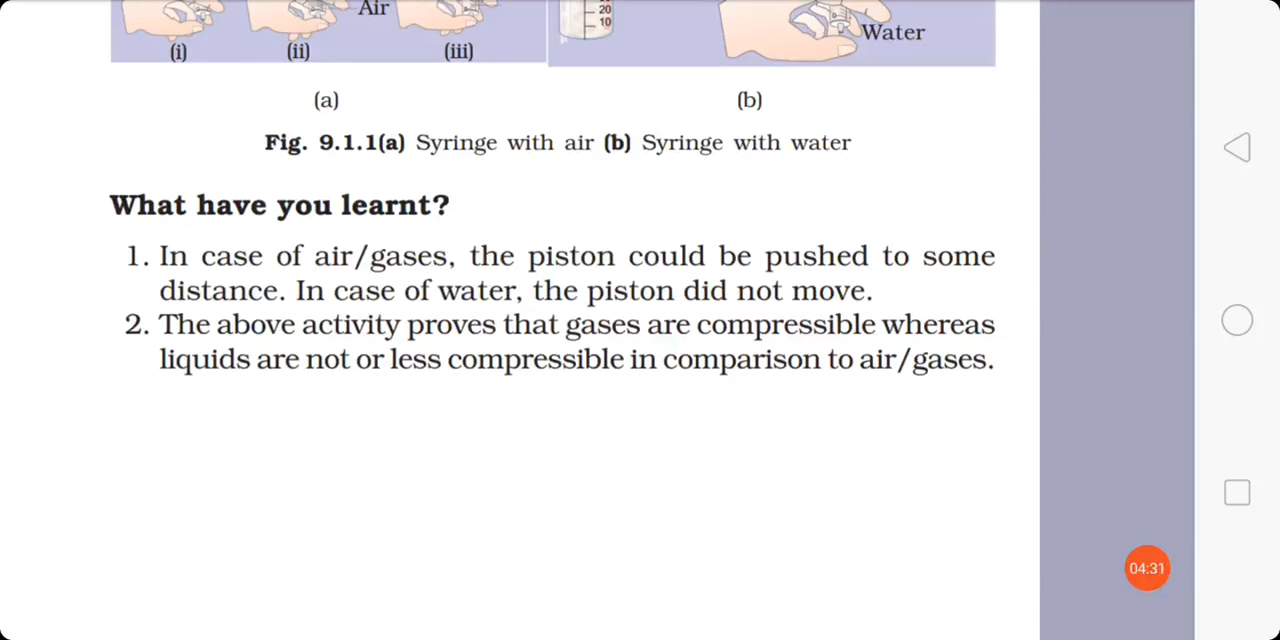 Air
20
10
Water
(i) (ii) (iii)
(a) (b)
Fig. 9.1.1(a) Syringe with air (b) Syringe with water
What have you learnt?
1. In case of air/gases, the piston could be pushed to some
distance. In case of water, the piston did not move.
2. The above activity proves that gases are compressible whereas
liquids are not or less compressible in comparison to air/gases.
04:31